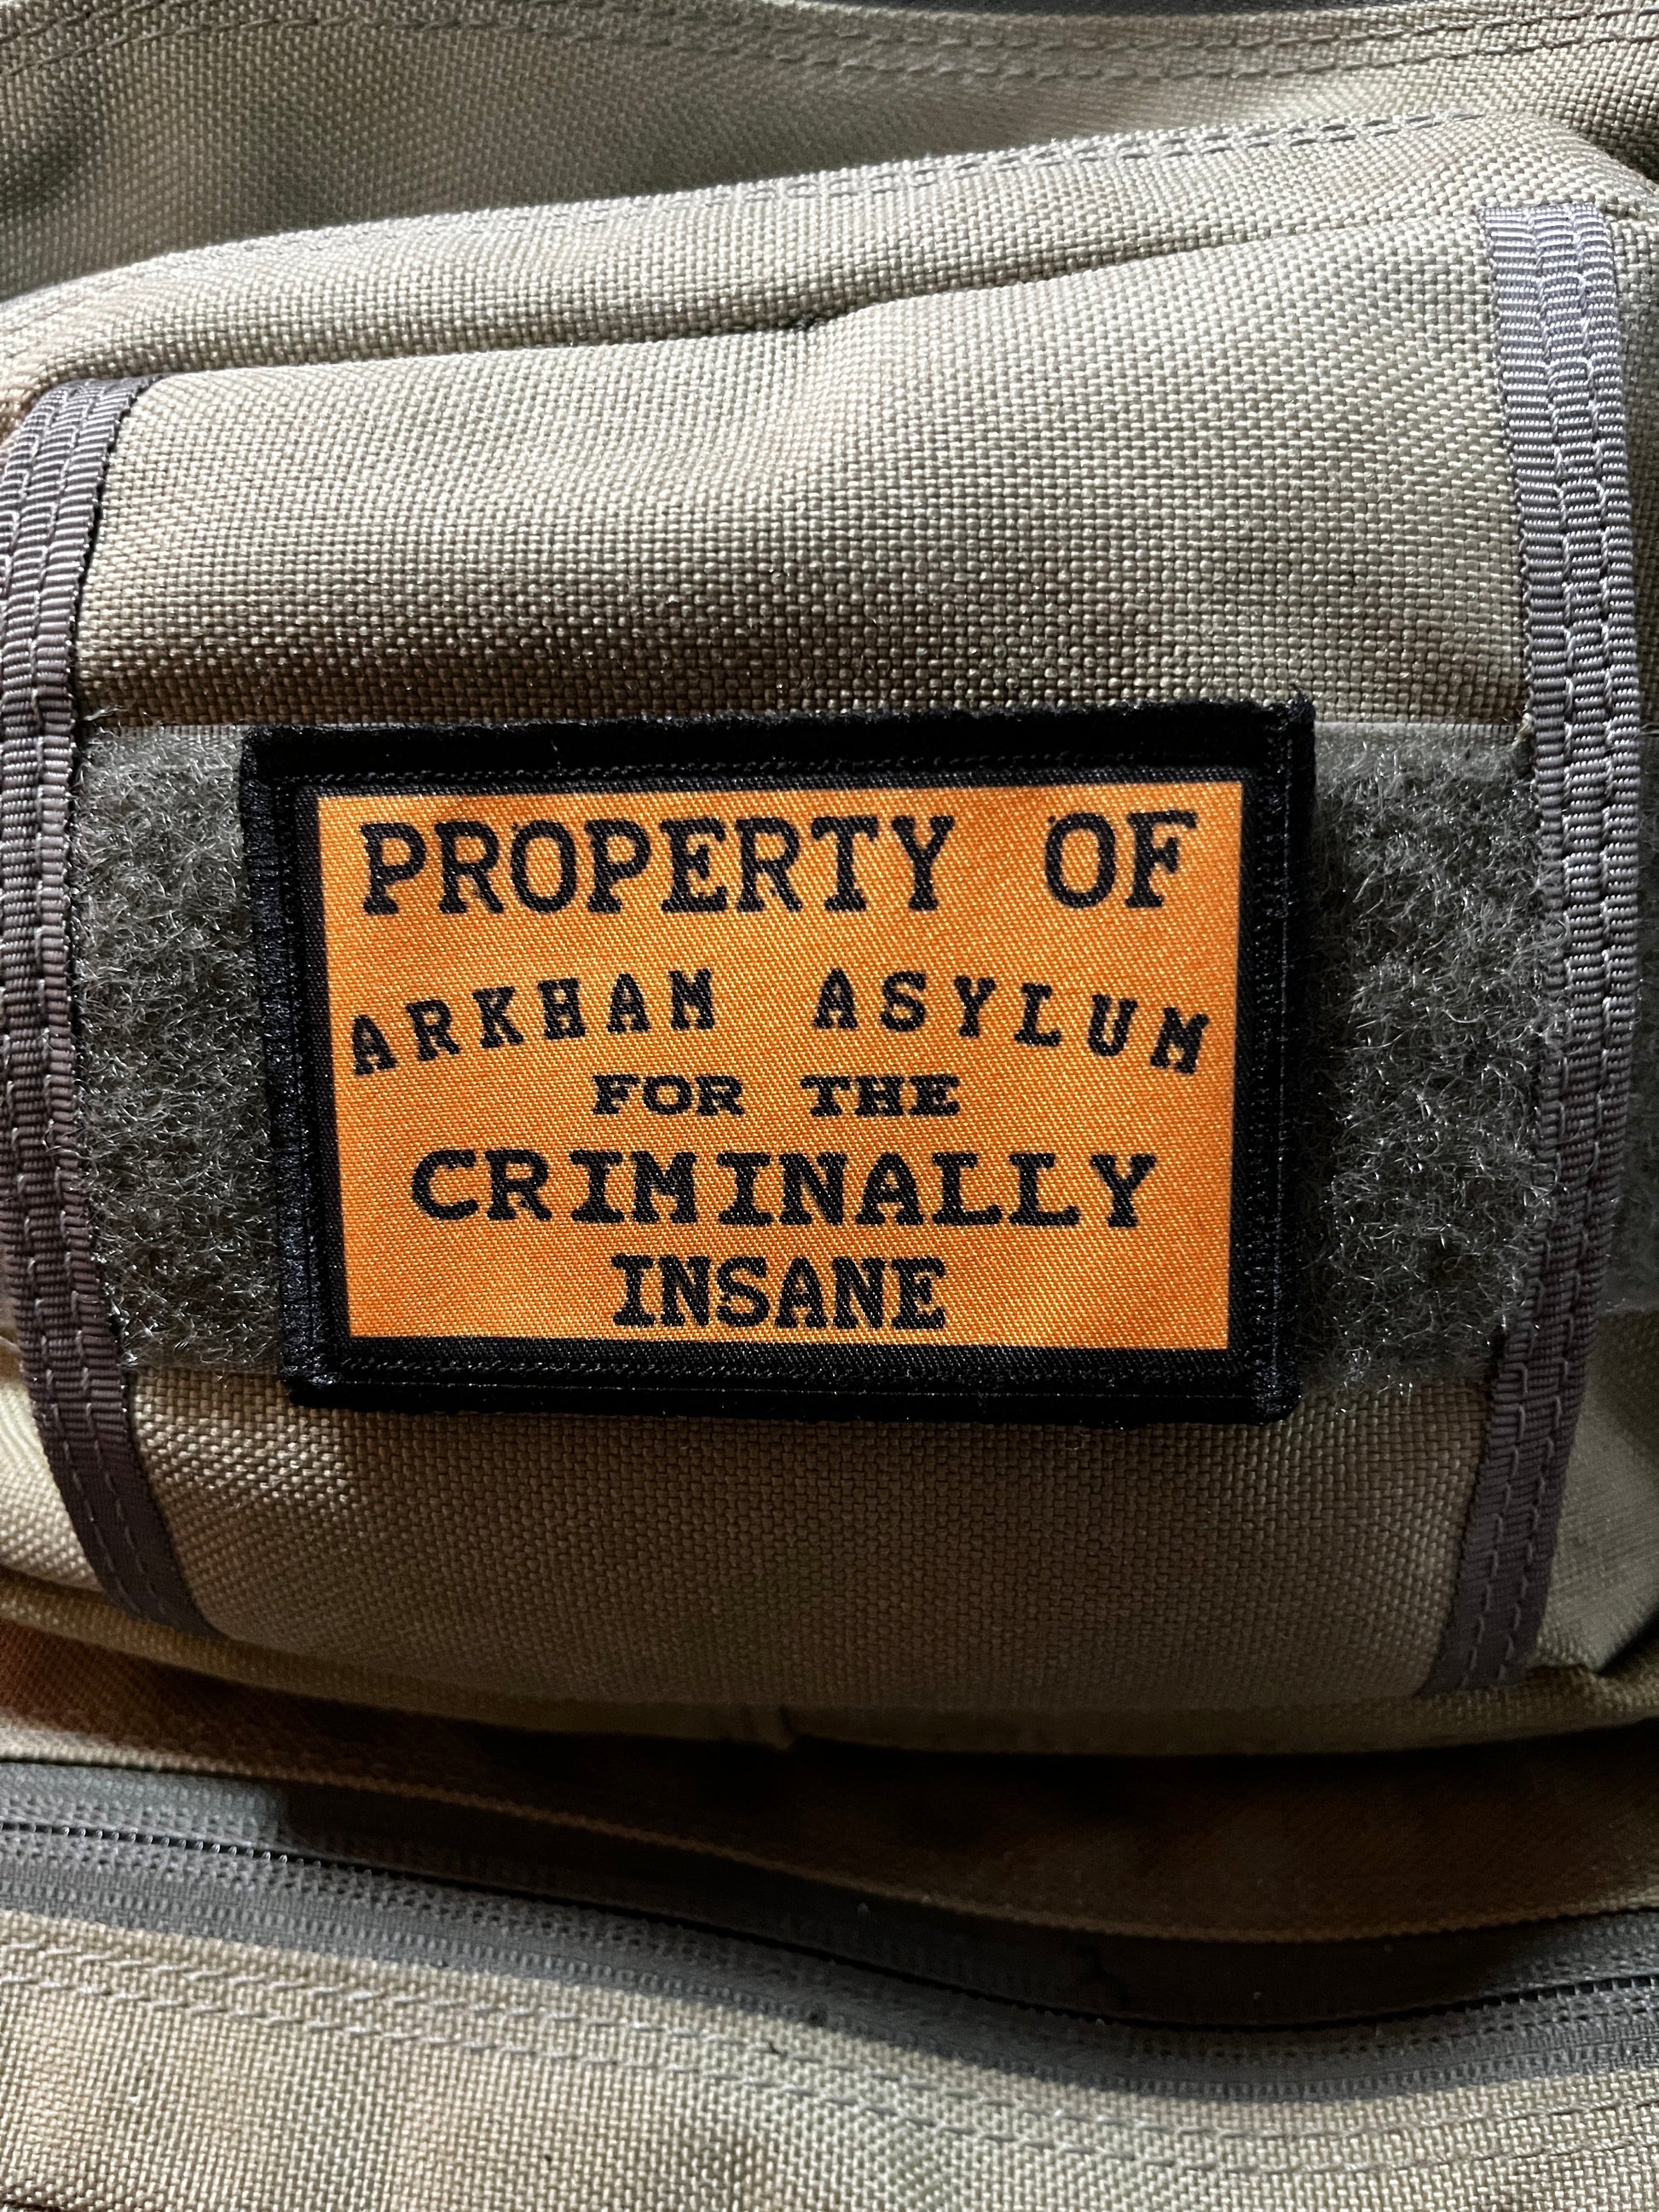 PROPERTY OF
ARKHAM ASYLUM
FOR THE
CRIMINALLY
INSANE